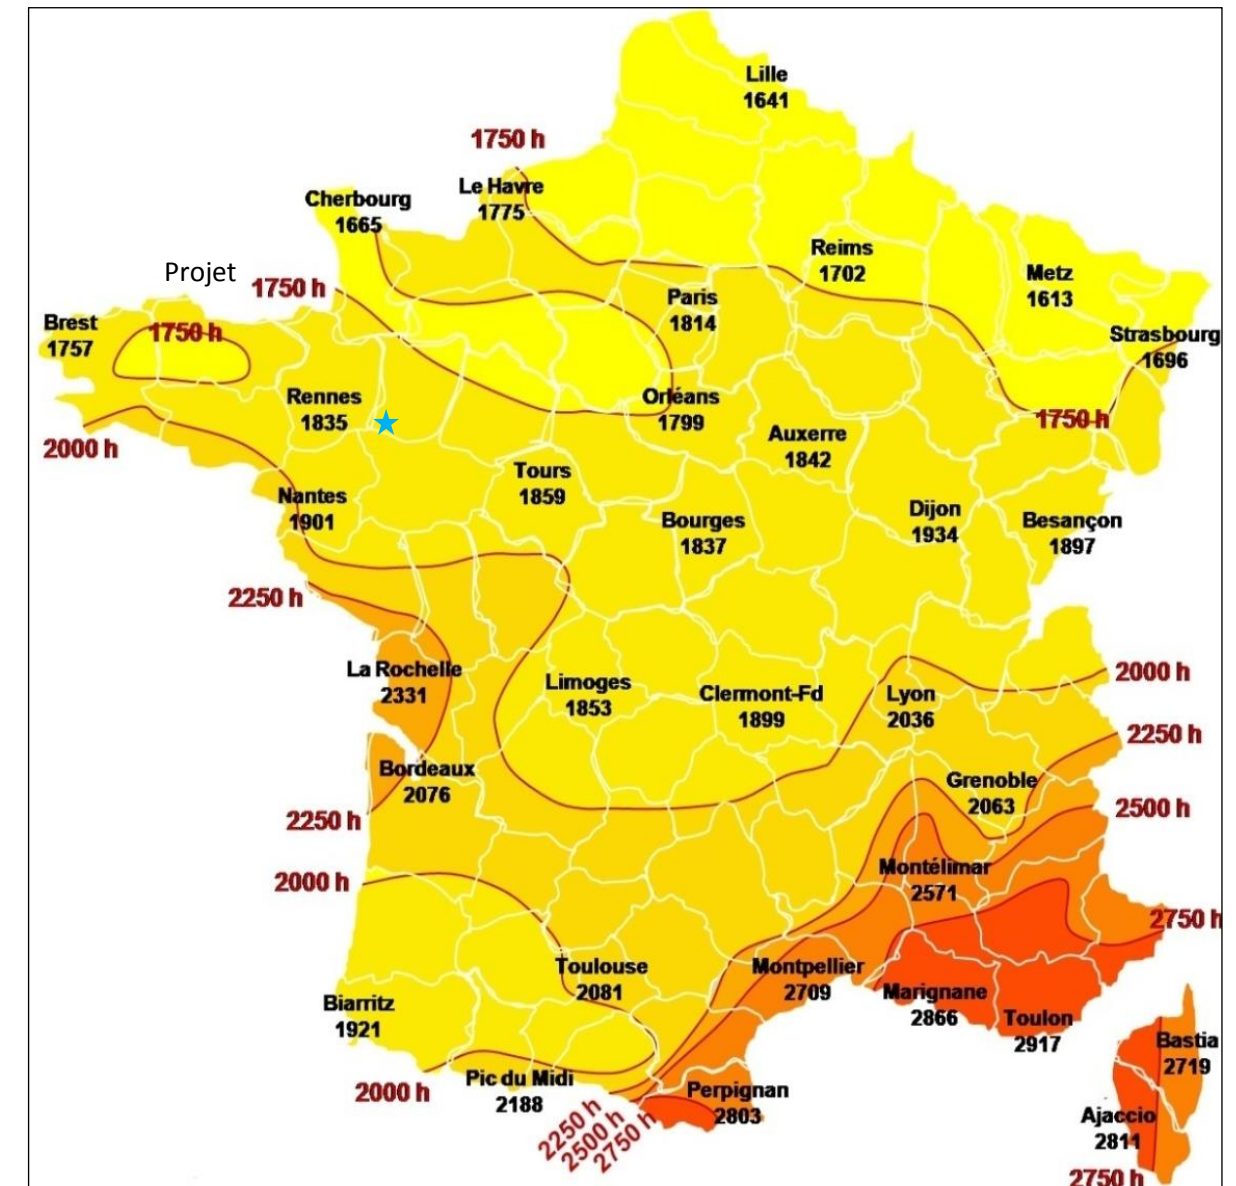 Lille
1641
1750 h
Le Havre
1775
Cherbourg
1665
Reims
1702
Projet
1750 h
Metz
1613
Paris
1814
Brest
1757
1750 h
Strasbourg
1696
Rennes
1835
Orléans
1799
1750 h
2000 h
Auxerre
1842
Tours
1859
Nantes
1901
Bourges
1837
Dijon
1934
Besançon
1897
2250 h
La Rochelle
2331
Limoges
1853
Clermont-Fd
1899
Lyon
2036
2000 h
2250 h
Bordeaux
2076
Grenoble
2063
2500 h
2250 h
2000 h
Montélimar
2571
2750 h
Toulouse
2081
Montpellier
2709
Biarritz
1921
Marignane
2866
Toulon
2917
Bastia
2719
2000 h
Pic du Midi
2188
Perpignan
2803
2250 h
2500 h
2750 h
Ajaccio
2811
2750 h